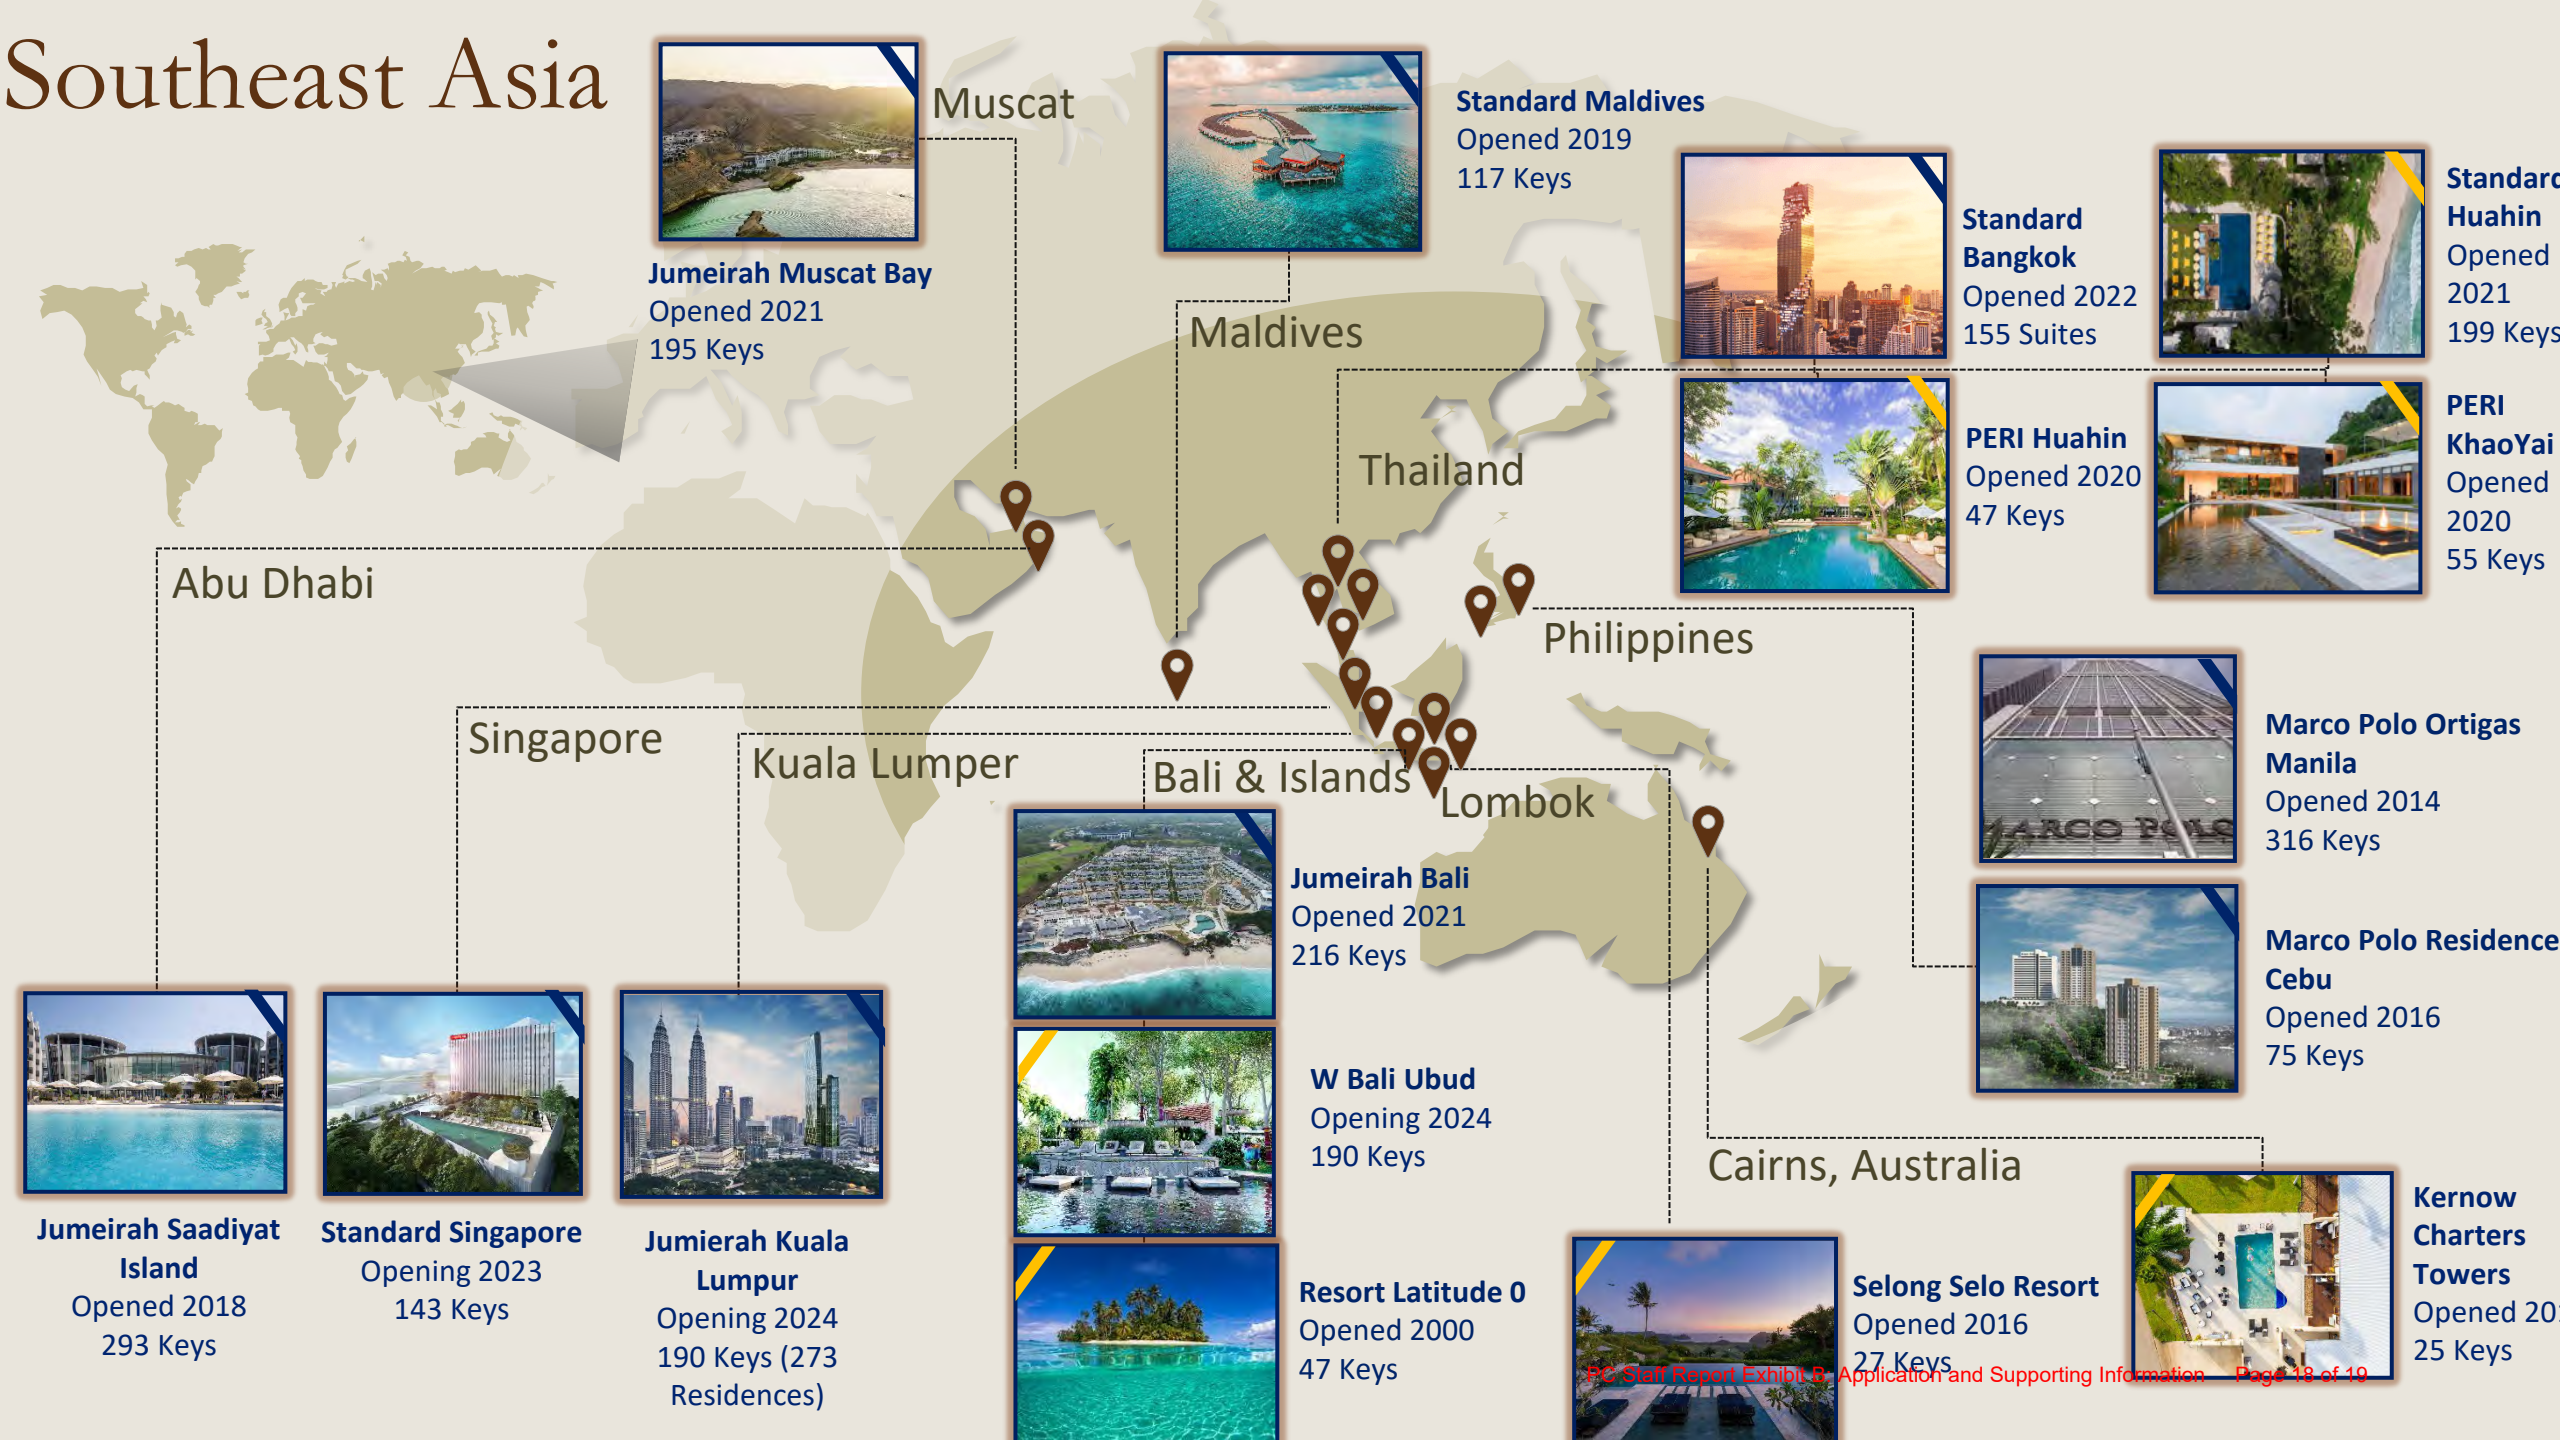 Southeast Asia
Muscat
Jumeirah Muscat Bay
Opened 2021
195 Keys
Standard Maldives
Opened 2019
117 Keys
Maldives
Standard
Bangkok
Opened 2022
155 Suites
Standard
Huahin
Opened
2021
199 Keys
Thailand
PERI Huahin
Opened 2020
47 Keys
PERI
KhaoYai
Opened
2020
55 Keys
Abu Dhabi
Philippines
Singapore
Kuala Lumper
Bali & Islands
Lombok
MARCO POLO
Marco Polo Ortigas
Manila
Opened 2014
316 Keys
Jumeirah Bali
Opened 2021
216 Keys
Marco Polo Residence
Cebu
Opened 2016
75 Keys
W Bali Ubud
Opening 2024
190 Keys
Cairns, Australia
Jumeirah Saadiyat
Island
Opened 2018
293 Keys
Standard Singapore
Opening 2023
143 Keys
Jumierah Kuala
Lumpur
Opening 2024
190 Keys (273
Residences)
Resort Latitude 0
Opened 2000
47 Keys
Selong Selo Resort
Opened 2016
27 Keys
Kernow
Charters
Towers
Opened
25 Keys
PC Staff Report Exhibit B: Application and Supporting Information Page 18 of 19